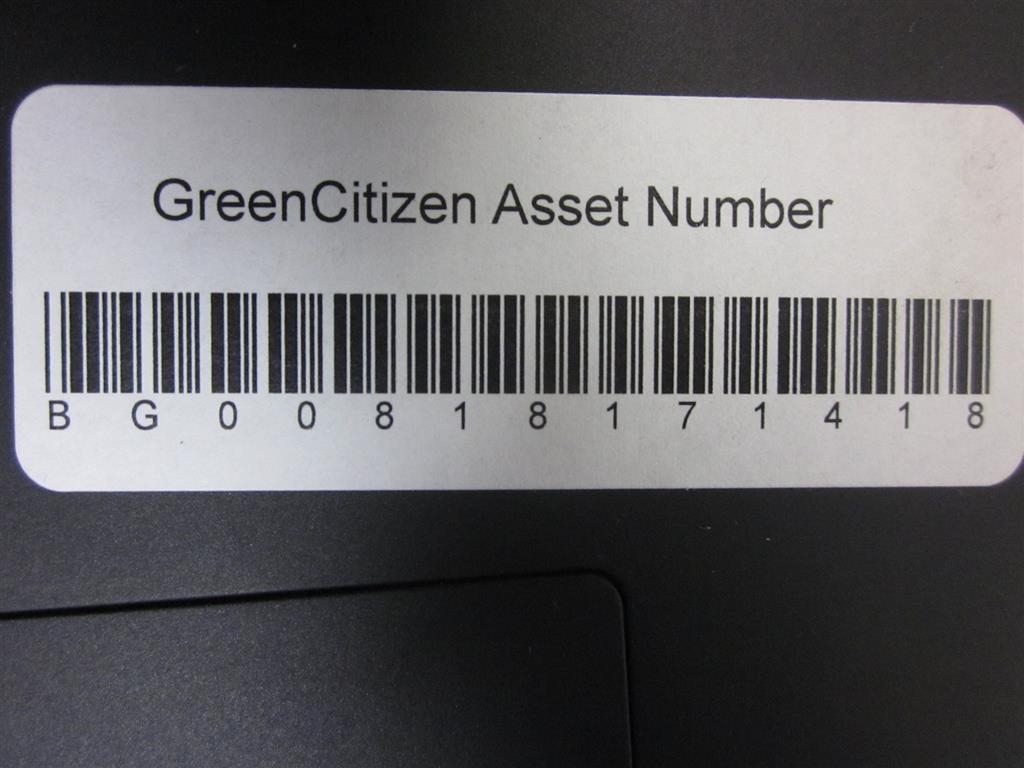 GreenCitizen Asset Number
B G 0 0 8 1 8 1 7 1 4 1 8